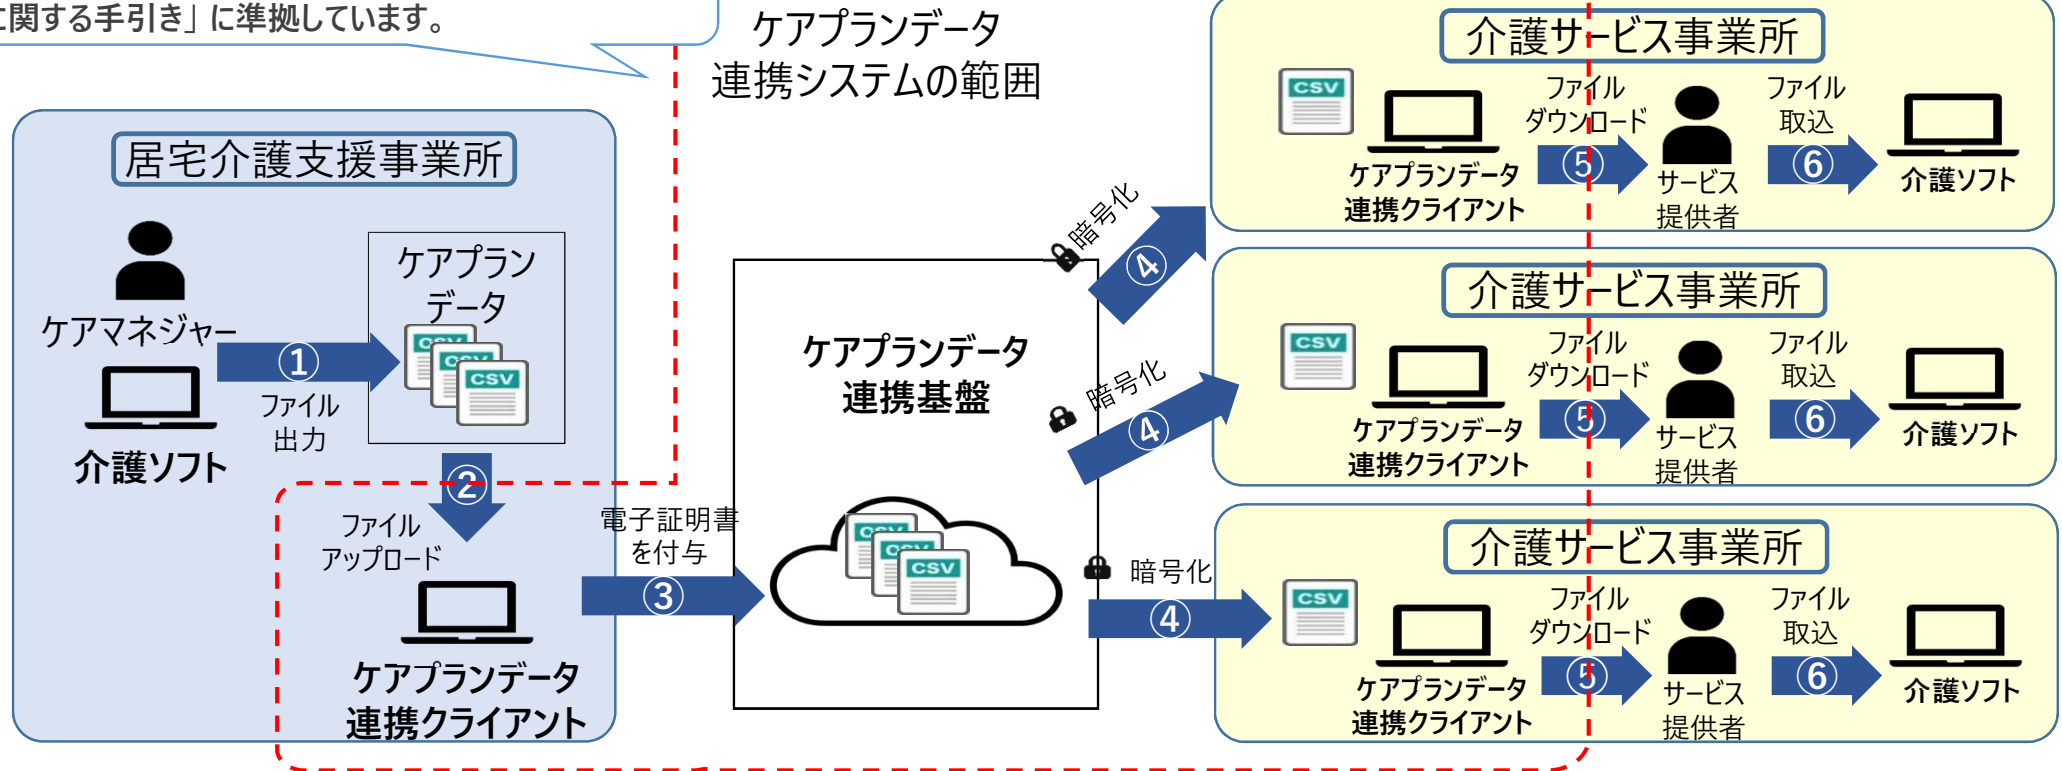 に関する手引き」に準拠しています。
ケアプランデータ
連携システムの範囲
居宅介護支援事業所
ケアマネジャー
介護ソフト
①
ファイル
出力
ケアプラン
データ
CSV
CSV
CSV
②
ファイル
アップロード
ケアプランデータ
連携クライアント
電子証明書
を付与
③
ケアプランデータ
連携基盤
CSV
CSV
CSV
暗号化
④
暗号化
④
暗号化
④
介護サービス事業所
CSV
ケアプランデータ
連携クライアント
ファイル
ダウンロード
⑤
サービス
提供者
ファイル
取込
⑥
介護ソフト
介護サービス事業所
CSV
ケアプランデータ
連携クライアント
ファイル
ダウンロード
⑤
サービス
提供者
ファイル
取込
⑥
介護ソフト
介護サービス事業所
CSV
ケアプランデータ
連携クライアント
ファイル
ダウンロード
⑤
サービス
提供者
ファイル
取込
⑥
介護ソフト